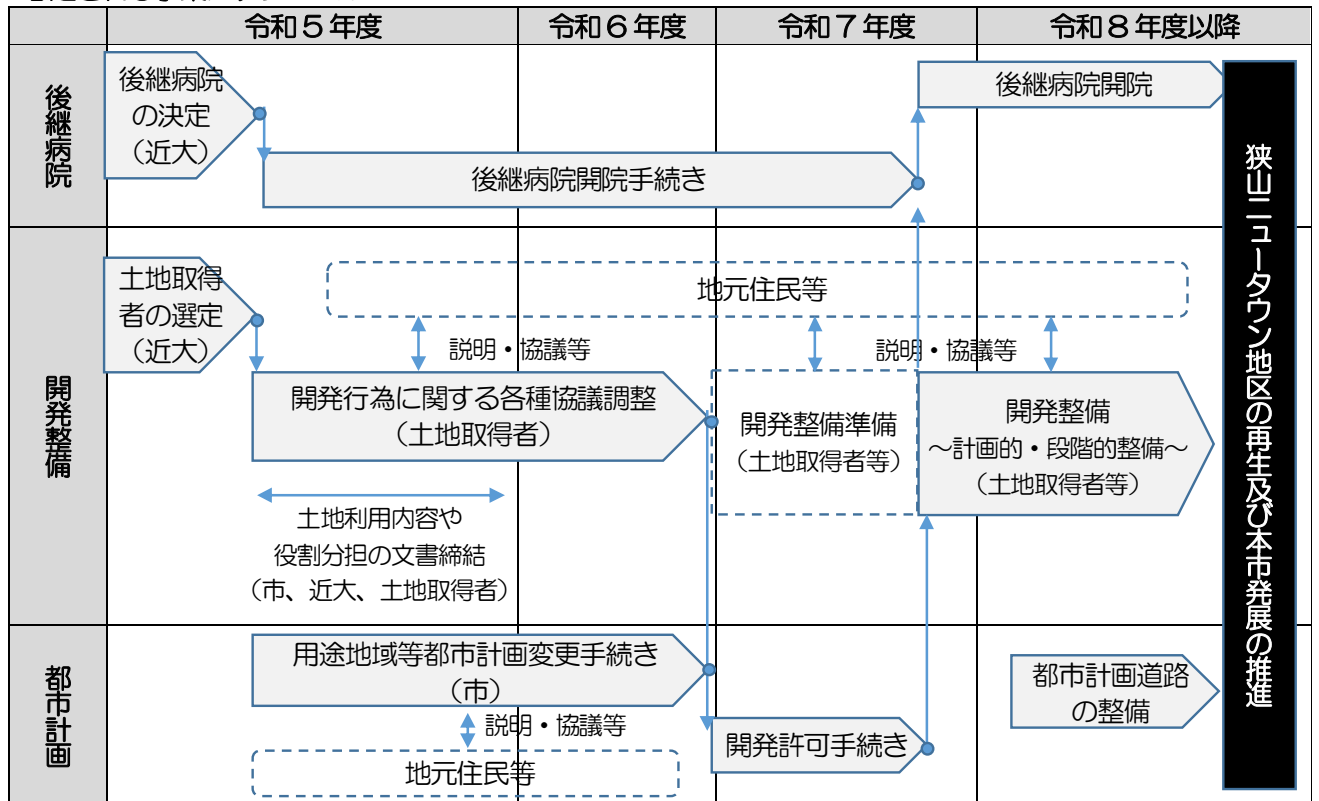 令和５年度
令和６年度
令和７年度
令和８年度以降
後継病院
後継病院
の決定
（近大）
後継病院開院手続き
後継病院開院
開発整備
土地取得
者の選定
（近大）
地元住民等
説明・協議等
説明・協議等
開発行為に関する各種協議調整
（土地取得者）
開発整備準備
（土地取得者等）
開発整備
～計画的・段階的整備～
（土地取得者等）
土地利用内容や
役割分担の文書締結
（市、近大、土地取得者）
都市計画
用途地域等都市計画変更手続き
（市）
説明・協議等
地元住民等
開発許可手続き
都市計画道路
の整備
狭山ニュータウン地区の再生及び本市発展の推進